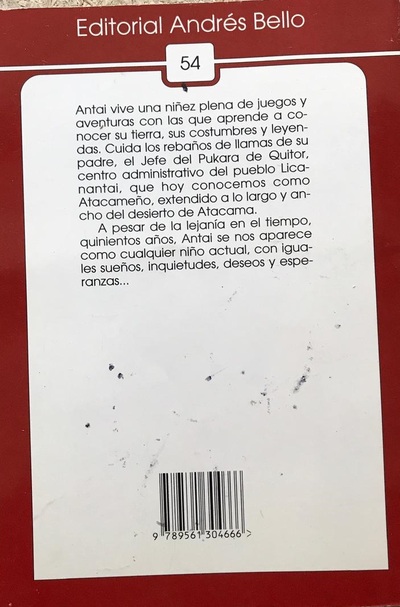 Editorial Andrés Bello
54
Antai vive una niñez plena de juegos y
aventuras con las que aprende a co-
nocer su tierra, sus costumbres y leyen-
das. Cuida los rebaños de llamas de su
padre, el Jefe del Pukara de Quitor,
centro administrativo del pueblo Lica-
nantai, que hoy conocemos como
Atacameño, extendido a lo largo y an-
cho del desierto de Atacama.
A pesar de la lejanía en el tiempo,
quinientos años, Antai se nos aparece
como cualquier niño actual, con igua-
les sueños, inquietudes, deseos y espe-
ranzas...
9 789561 304666 >